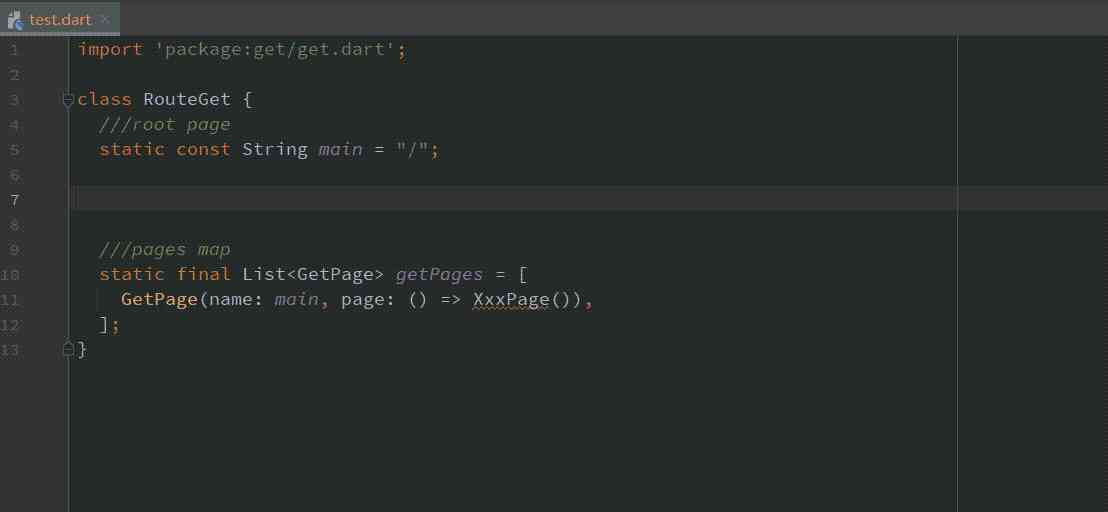 test.dart
1 import 'package:get/get.dart';
2
3 class RouteGet {
4 ///root page
5 static const String main = "/";
6
7
8
9 ///pages map
10 static final List<GetPage> getPages = [
11 GetPage(name: main, page: () => XxxPage()),
12 ];
13 }